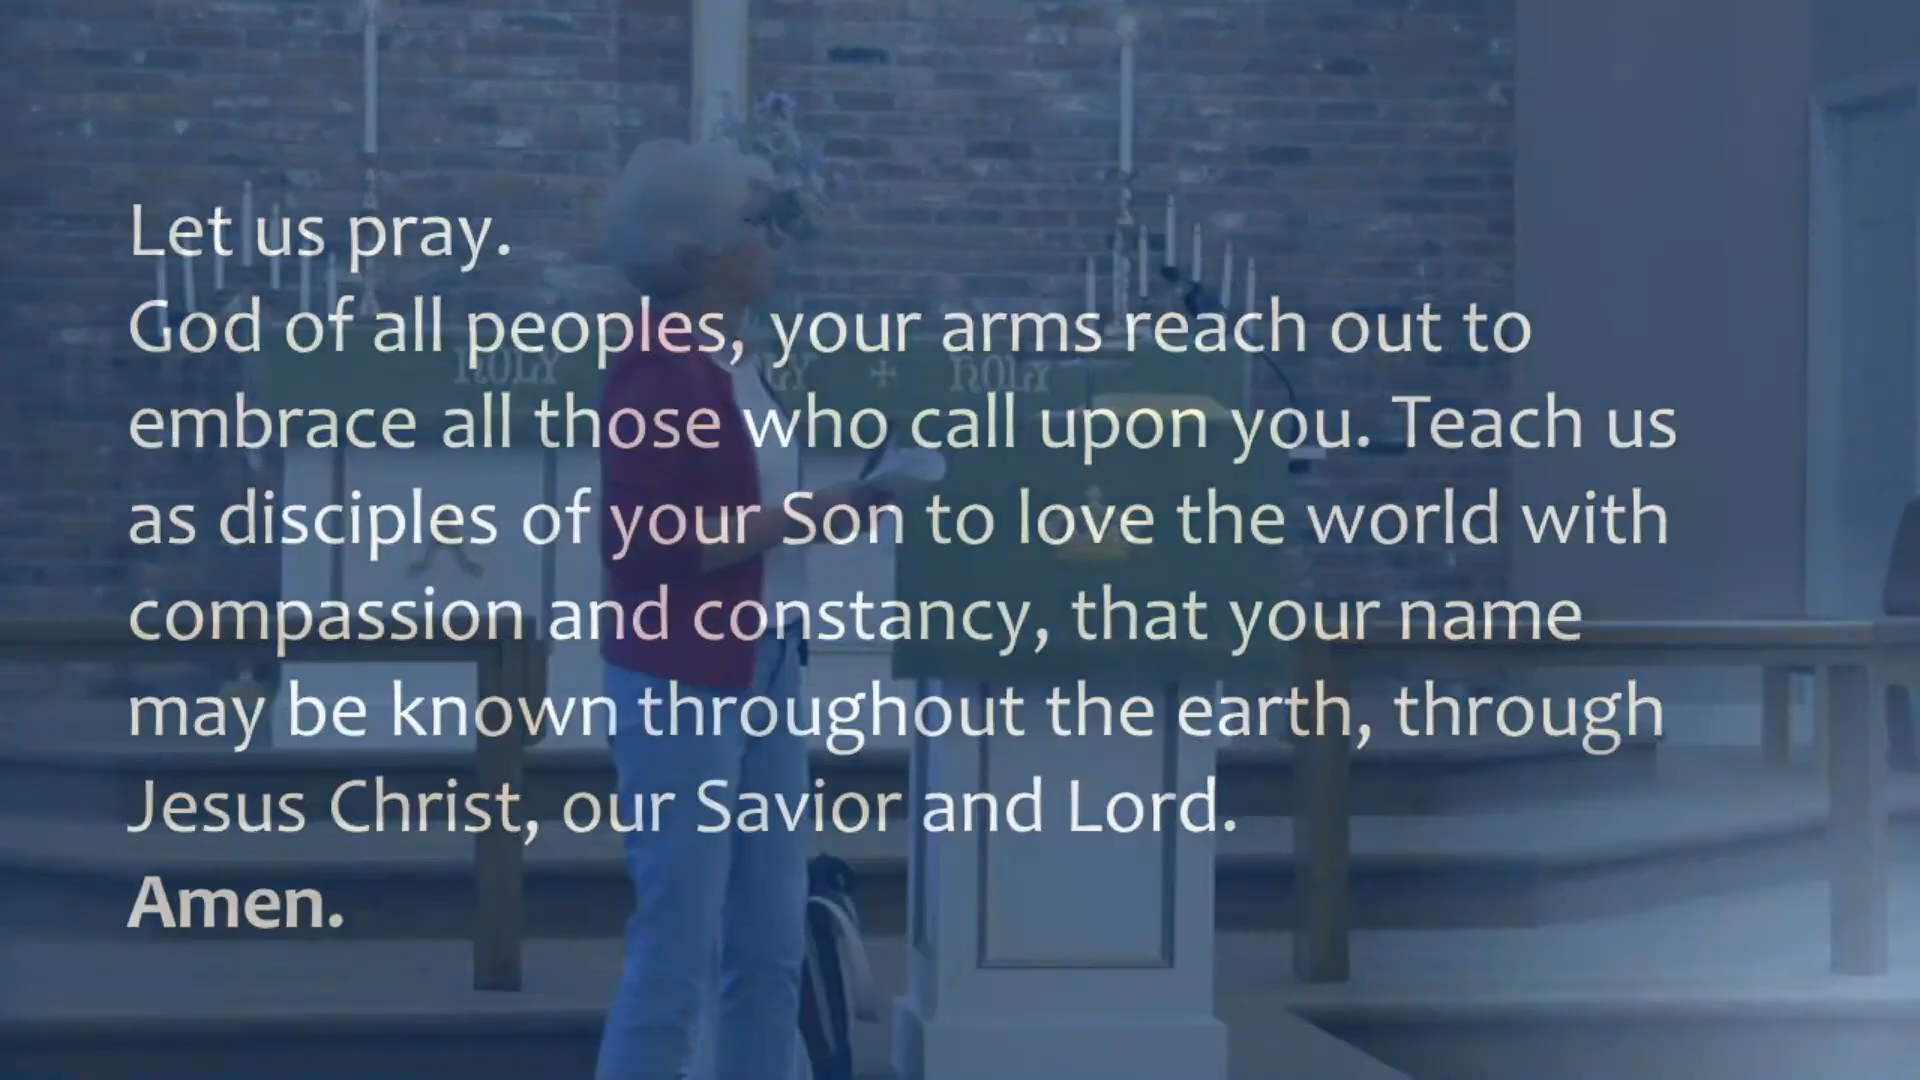 Let us pray.
God of all peoples, your arms reach out to
embrace all those who call upon you. Teach us
as disciples of your Son to love the world with
compassion and constancy, that your name
may be known throughout the earth, through
Jesus Christ, our Savior and Lord.
Amen.
HOLY + HOLY